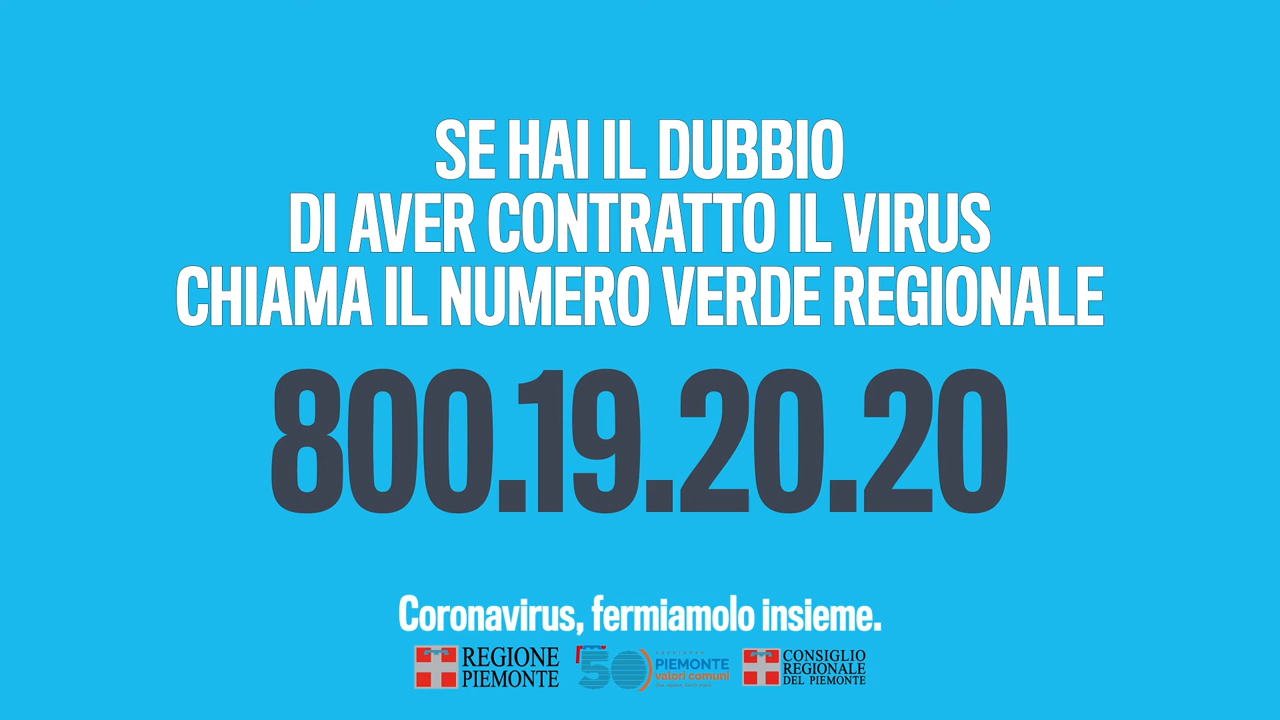 SE HAI IL DUBBIO
DI AVER CONTRATTO IL VIRUS
CHIAMA IL NUMERO VERDE REGIONALE
800.19.20.20
Coronavirus, fermiamolo insieme.
REGIONE
PIEMONTE
50
PIEMONTE
valori comuni
CONSIGLIO
REGIONALE
DEL PIEMONTE